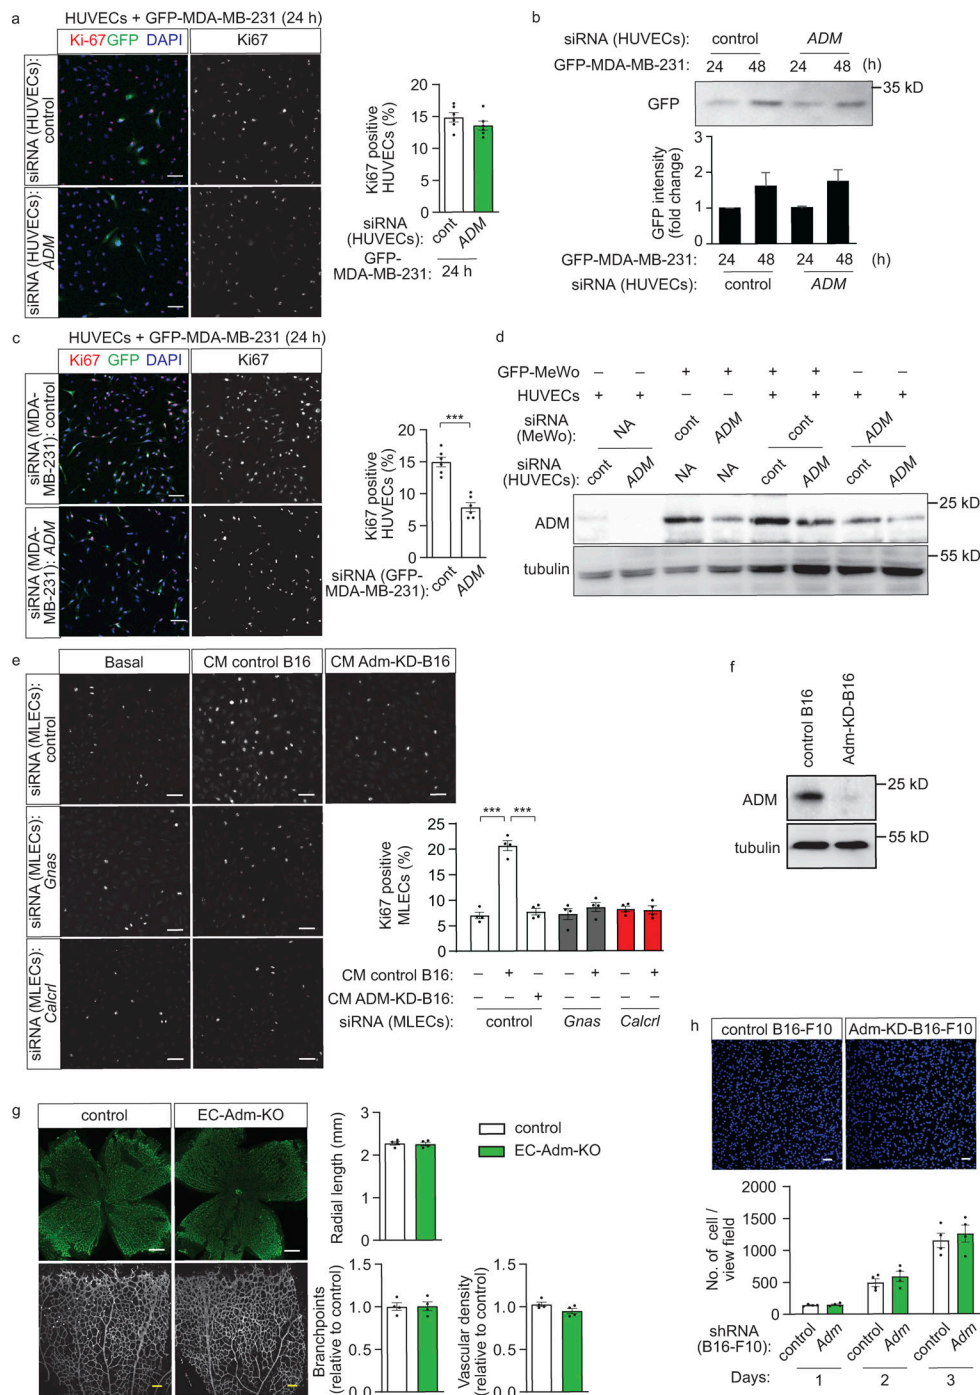 a
HUVECs + GFP-MDA-MB-231 (24 h)
Ki-67 GFP DAPI
Ki67
siRNA (HUVECs):
control
siRNA (HUVECs):
ADM
Ki67 positive
HUVECs (%)
20
15
10
5
0
siRNA
(HUVECs):
cont
ADM
GFP-
MDA-MB-231:
24 h
b
siRNA (HUVECs):
control
ADM
GFP-MDA-MB-231:
24 48 24 48 (h)
GFP
35 kD
GFP intensity
(fold change)
3
2
1
0
GFP-MDA-MB-231:
24 48 24 48 (h)
siRNA (HUVECs):
control
ADM
c
HUVECs + GFP-MDA-MB-231 (24 h)
Ki67 GFP DAPI
Ki67
siRNA (MDA-
MB-231): control
siRNA (MDA-
MB-231): ADM
Ki67 positive
HUVECs (%)
20
15
10
5
0
***
siRNA (GFP-
MDA-MB-231):
cont
ADM
d
GFP-MeWo − − + + + + − −
HUVECs + + − − + + + +
siRNA
(MeWo):
NA
cont
ADM
cont
ADM
siRNA
(HUVECs):
cont
ADM
NA
NA
cont
ADM
cont
ADM
ADM
25 kD
tubulin
55 kD
e
Basal
CM control B16
CM Adm-KD-B16
siRNA (MLECs):
control
siRNA (MLECs):
Gnas
siRNA (MLECs):
Calcrl
Ki67 positive
MLECs (%)
25
20
15
10
5
0
*** ***
CM control B16: − + − − + − +
CM ADM-KD-B16: − − + − − − −
siRNA (MLECs): control Gnas Calcrl
f
control B16
Adm-KD-B16
ADM
25 kD
tubulin
55 kD
g
control
EC-Adm-KO
Radial length (mm)
3
2
1
0
control
EC-Adm-KO
Branchpoints
(relative to control)
1.5
1.0
0.5
0
Vascular density
(relative to control)
1.5
1.0
0.5
0
h
control B16-F10
Adm-KD-B16-F10
No. of cell /
view field
2000
1500
1000
500
0
shRNA
(B16-F10):
control
Adm
control
Adm
control
Adm
Days: 1 2 3